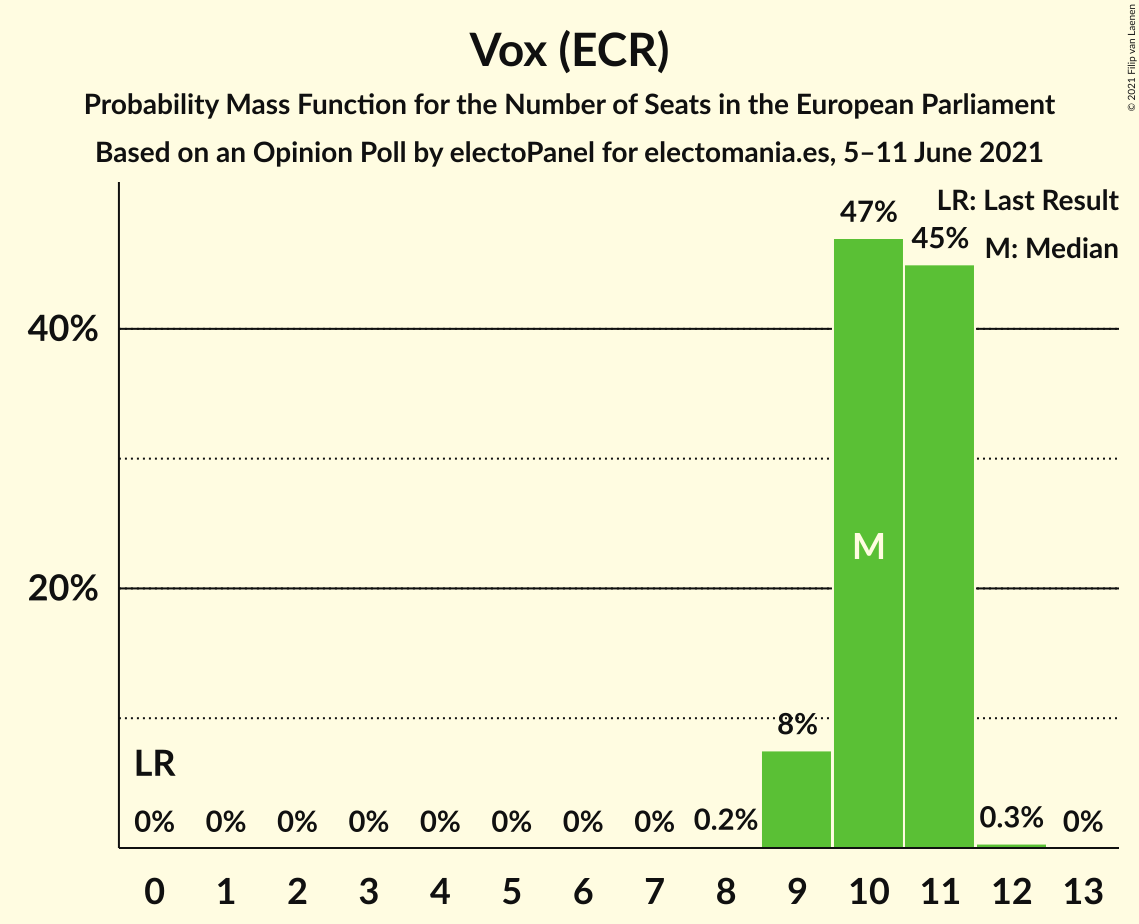 Vox (ECR)
Probability Mass Function for the Number of Seats in the European Parliament
Based on an Opinion Poll by electoPanel for electomania.es, 5–11 June 2021
© 2021 Filip van Laenen
LR: Last Result
M: Median
47%
45%
40%
M
20%
8%
LR
0% 0% 0% 0% 0% 0% 0% 0% 0.2% 0.3% 0%
0 1 2 3 4 5 6 7 8 9 10 11 12 13